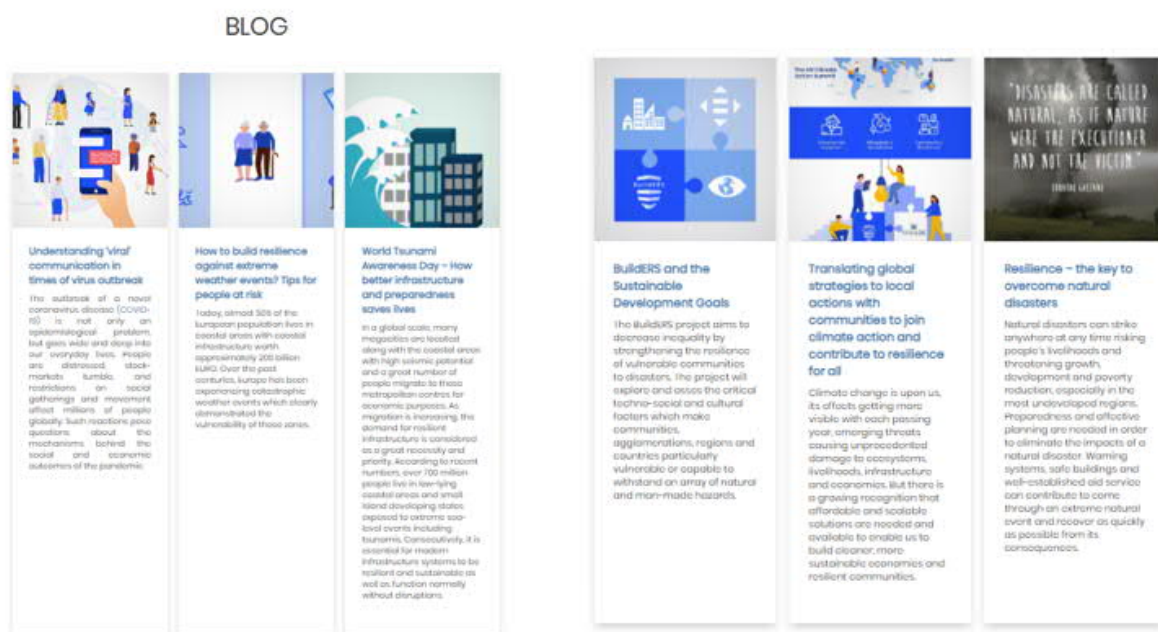 BLOG
Understanding 'viral'
communication in
times of virus outbreak
The outbreak of a novel
coronavirus disease (COVID-
19) is not only an
epidemiological problem,
but goes wide and deep into
our everyday lives. People
are distressed, stock-
markets tumble, and
restrictions on social
gatherings and movement
affect millions of people
globally. Such reactions pose
questions about the
mechanisms behind the
social and economic
outcomes of the pandemic.
How to build resilience
against extreme
weather events? Tips for
people at risk
Today, almost 50% of the
European population lives in
coastal areas with coastal
infrastructure worth
approximately 200 billion
EURO. Over the past
centuries, Europe has been
experiencing catastrophic
weather events which clearly
demonstrated the
vulnerability of those zones.
World Tsunami
Awareness Day – How
better infrastructure
and preparedness
saves lives
In a global scale, many
megacities are located
along with the coastal areas
with high seismic potential
and a great number of
people migrate to those
metropolitan centres for
economic purposes. As
migration is increasing, the
demand for resilient
infrastructure is considered
as a great necessity and
priority. According to recent
numbers, over 700 million
people live in low-lying
coastal areas and small
island developing states
exposed to extreme sea-
level events including
tsunamis. Consecutively, it is
essential for modern
infrastructure systems to be
resilient and sustainable as
well as function normally
without disruptions.
BuildERS
BuildERS and the
Sustainable
Development Goals
The BuildERS project aims to
decrease inequality by
strengthening the resilience
of vulnerable communities
to disasters. The project will
explore and asses the critical
techno-social and cultural
factors which make
communities,
agglomerations, regions and
countries particularly
vulnerable or capable to
withstand an array of natural
and man-made hazards.
The UN Climate
Action Summit
Translating global
strategies to local
actions with
communities to join
climate action and
contribute to resilience
for all
Climate change is upon us,
its effects getting more
visible with each passing
year, emerging threats
causing unprecedented
damage to ecosystems,
livelihoods, infrastructure
and economies. But there is
a growing recognition that
affordable and scalable
solutions are needed and
available to enable us to
build cleaner, more
sustainable economies and
resilient communities.
"DISASTERS ARE CALLED
NATURAL, AS IF NATURE
WERE THE EXECUTIONER
AND NOT THE VICTIM."
EDUARDO GALEANO
Resilience – the key to
overcome natural
disasters
Natural disasters can strike
anywhere at any time risking
people's livelihoods and
threatening growth,
development and poverty
reduction, especially in the
most undeveloped regions.
Preparedness and effective
planning are needed in order
to eliminate the impacts of a
natural disaster. Warning
systems, safe buildings and
well-established aid service
can contribute to come
through an extreme natural
event and recover as quickly
as possible from its
consequences.